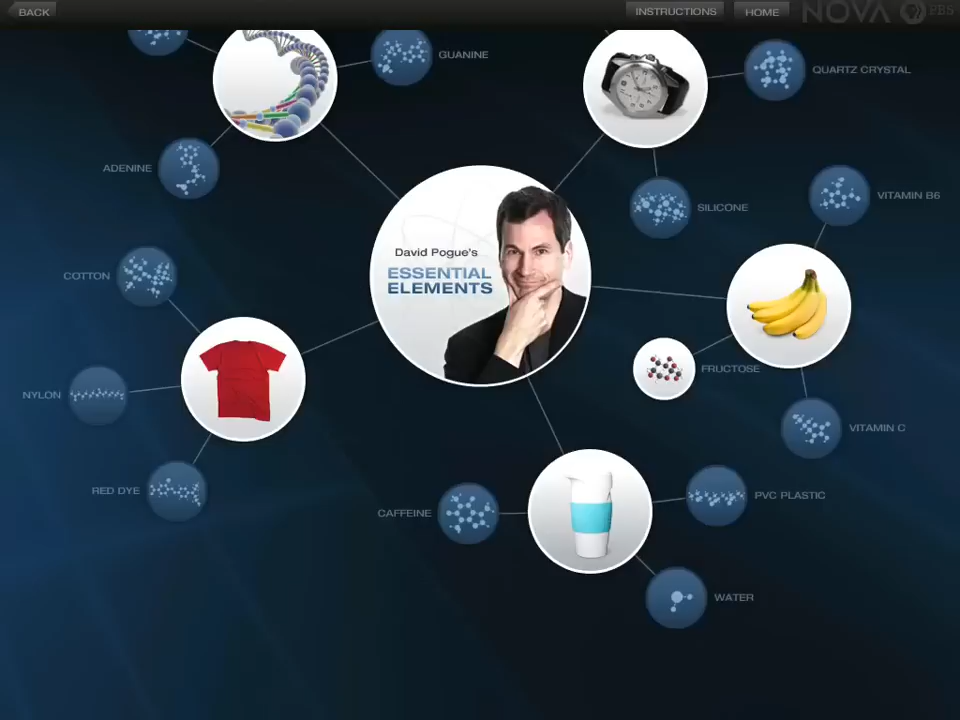 BACK
INSTRUCTIONS
HOME
NOVA
PBS
GUANINE
QUARTZ CRYSTAL
ADENINE
VITAMIN B6
SILICONE
COTTON
David Pogue's
ESSENTIAL
ELEMENTS
FRUCTOSE
NYLON
VITAMIN C
RED DYE
PVC PLASTIC
CAFFEINE
WATER